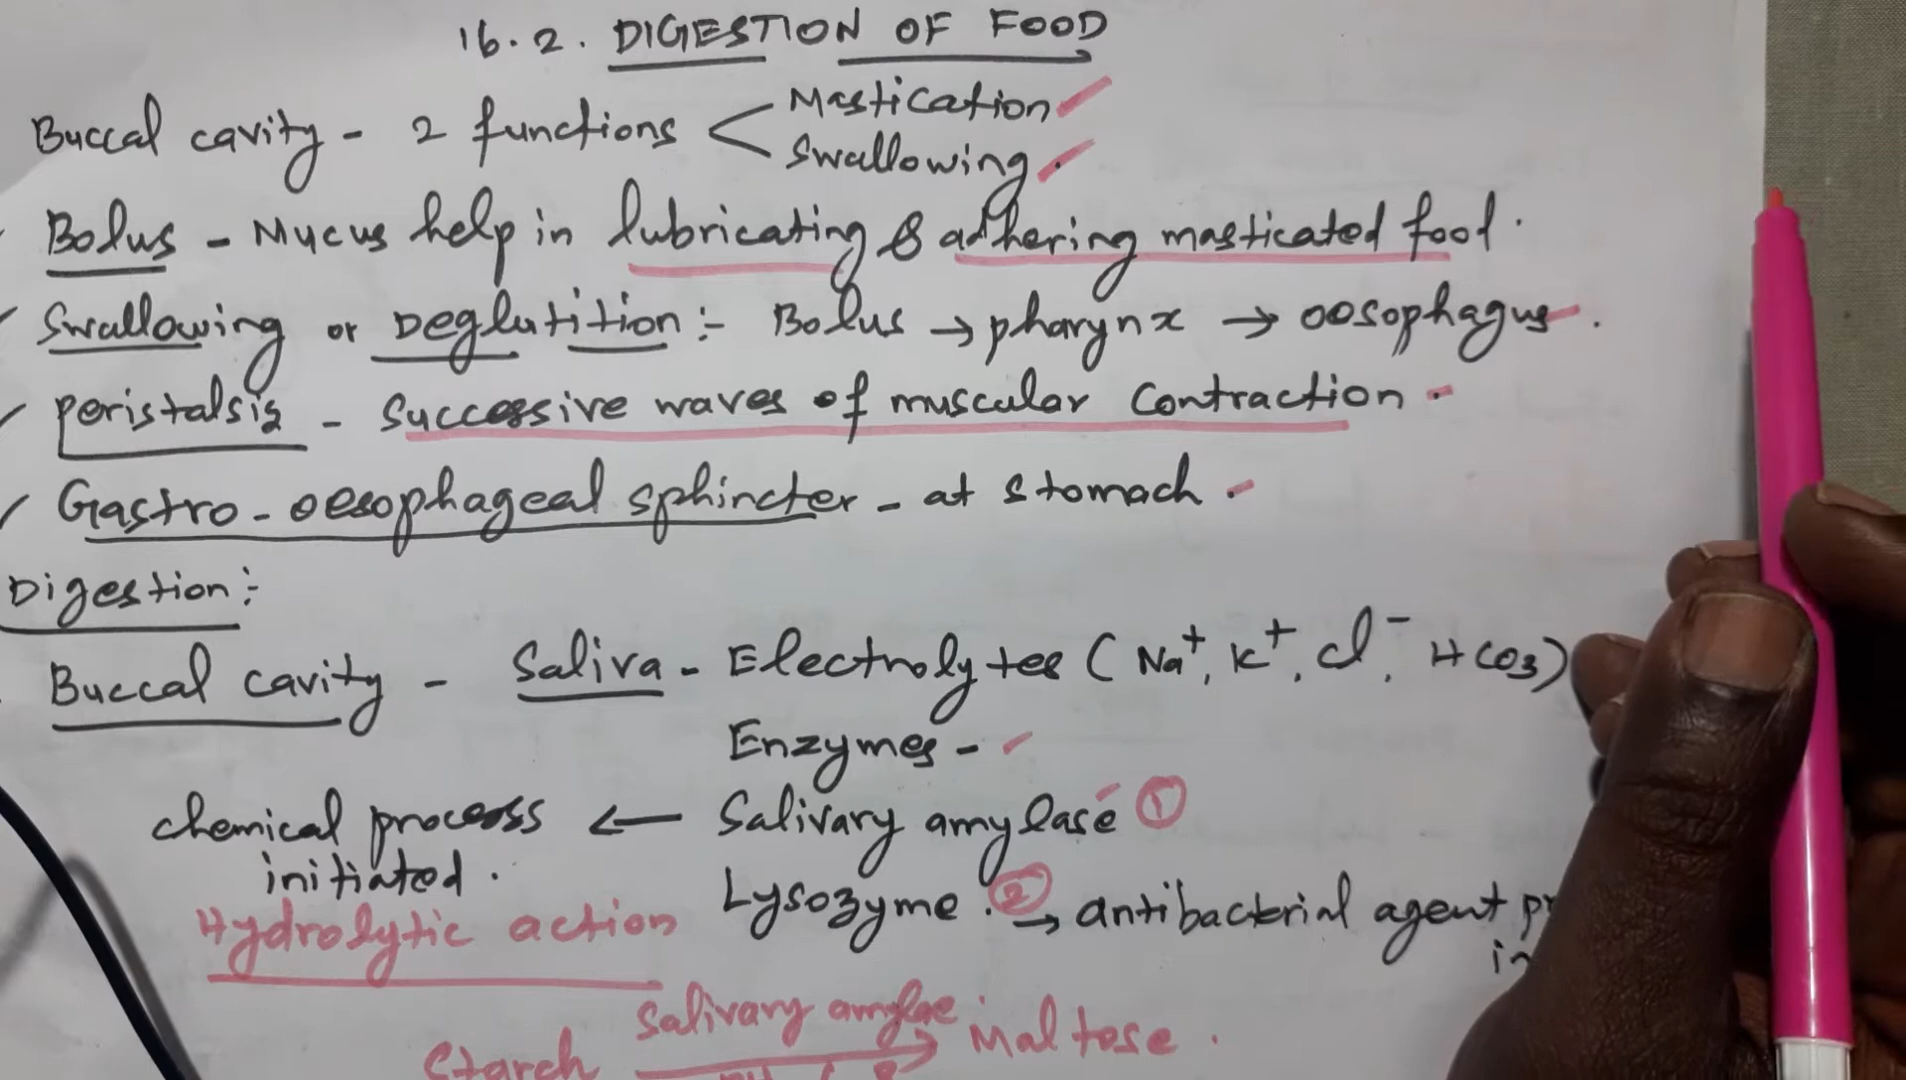 16.2. DIGESTION OF FOOD
Buccal cavity - 2 functions < Mastication
Swallowing.
Bolus - Mucus help in lubricating & adhering masticated food.
Swallowing or Deglutition :- Bolus → pharynx → oesophagus.
Peristalsis - Successive waves of muscular contraction -
Gastro-oesophageal sphincter - at stomach.
Digestion :-
Buccal cavity - Saliva - Electrolytes (Na+, K+, Cl-, HCO3)
Enzymes -
chemical process ← Salivary amylase ①
initiated.
Lysozyme. ② → antibacterial agent
Hydrolytic action
Salivary amylae
Starch → Maltose.